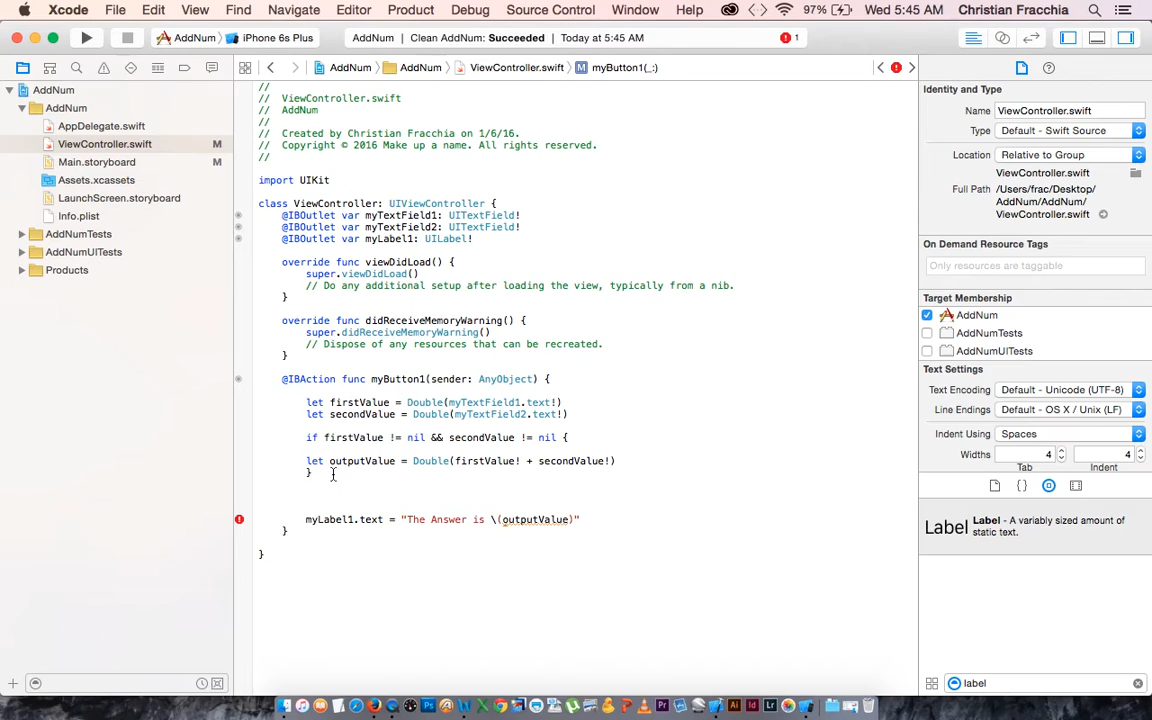 Xcode File Edit View Find Navigate Editor Product Debug Source Control Window Help 97% Wed 5:45 AM Christian Fracchia
AddNum iPhone 6s Plus AddNum | Clean AddNum: Succeeded Today at 5:45 AM 1
AddNum AddNum ViewController.swift M myButton1(_:)
AddNum
AddNum
AppDelegate.swift
ViewController.swift M
Main.storyboard M
Assets.xcassets
LaunchScreen.storyboard
Info.plist
AddNumTests
AddNumUITests
Products
//
// ViewController.swift
// AddNum
//
// Created by Christian Fracchia on 1/6/16.
// Copyright © 2016 Make up a name. All rights reserved.
//
import UIKit
class ViewController: UIViewController {
@IBOutlet var myTextField1: UITextField!
@IBOutlet var myTextField2: UITextField!
@IBOutlet var myLabel1: UILabel!
override func viewDidLoad() {
super.viewDidLoad()
// Do any additional setup after loading the view, typically from a nib.
}
override func didReceiveMemoryWarning() {
super.didReceiveMemoryWarning()
// Dispose of any resources that can be recreated.
}
@IBAction func myButton1(sender: AnyObject) {
let firstValue = Double(myTextField1.text!)
let secondValue = Double(myTextField2.text!)
if firstValue != nil && secondValue != nil {
let outputValue = Double(firstValue! + secondValue!)
}
myLabel1.text = "The Answer is \(outputValue)"
}
}
Identity and Type
Name ViewController.swift
Type Default - Swift Source
Location Relative to Group
ViewController.swift
Full Path /Users/frac/Desktop/
AddNum/AddNum/
ViewController.swift
On Demand Resource Tags
Only resources are taggable
Target Membership
AddNum
AddNumTests
AddNumUITests
Text Settings
Text Encoding Default - Unicode (UTF-8)
Line Endings Default - OS X / Unix (LF)
Indent Using Spaces
Widths 4 4
Tab Indent
{}
Label Label - A variably sized amount of
static text.
label
Ps W X Pr Ai Id Lr